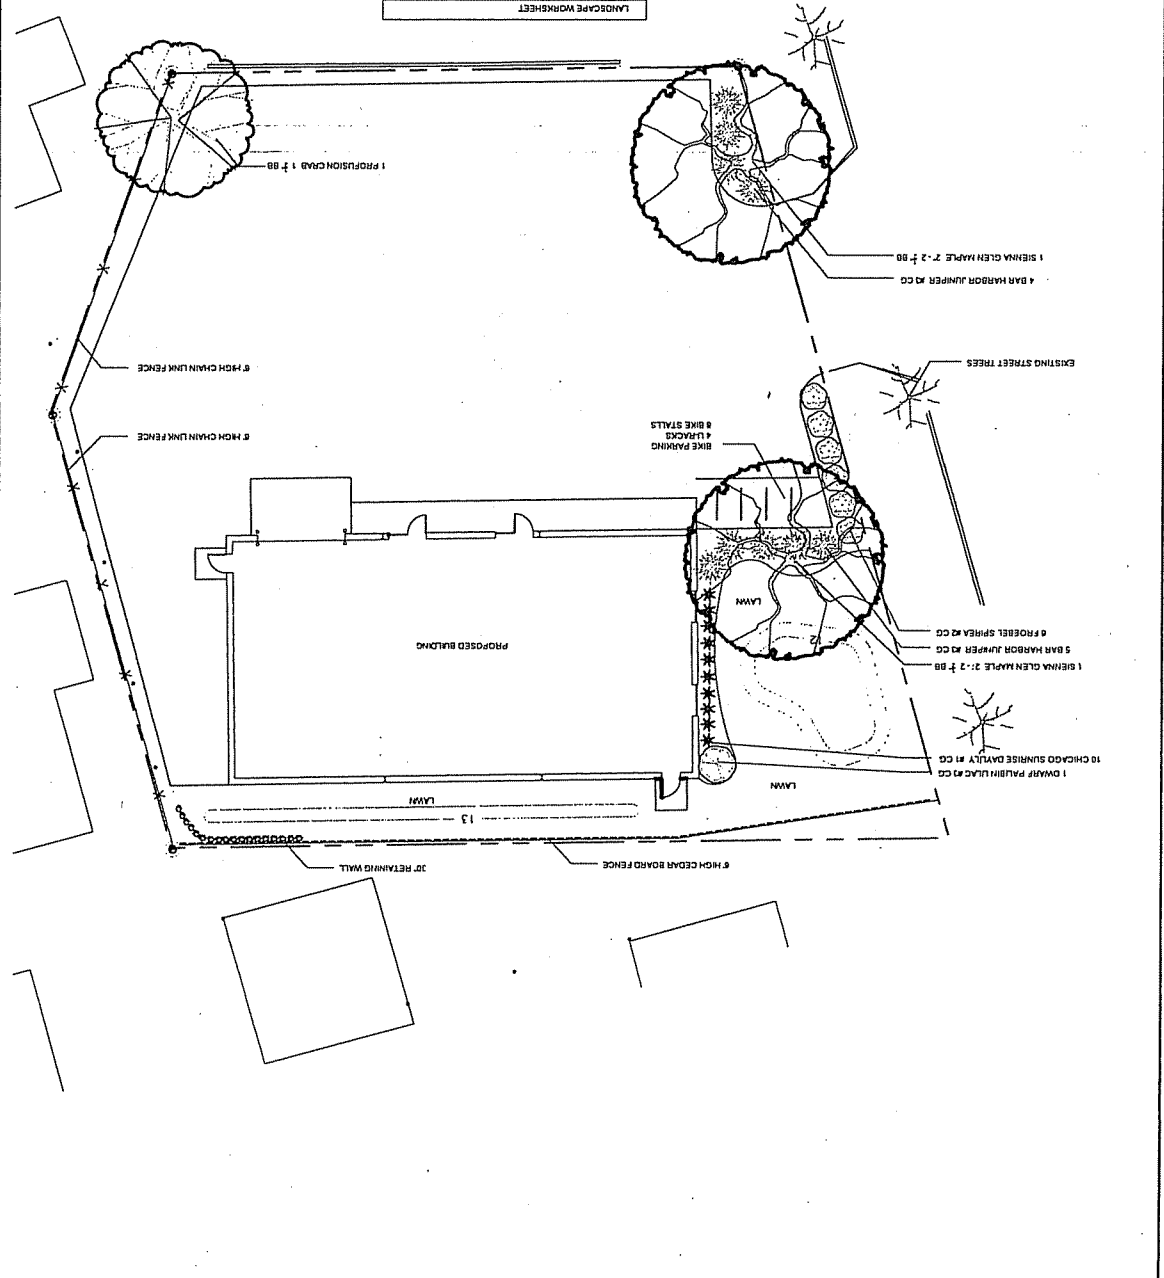 30" RETAINING WALL
6' HIGH CEDAR BOARD FENCE
13
LAWN
LAWN
1 DWARF PALIBIN LILAC #3 CG
10 CHICAGO SUNRISE DAYLILY #1 CG
1 SIENNA GLEN MAPLE 2"- 2 ½" BB
5 BAR HARBOR JUNIPER #3 CG
6 FROEBEL SPIREA #2 CG
LAWN
PROPOSED BUILDING
BIKE PARKING
4 U-RACKS
8 BIKE STALLS
6' HIGH CHAIN LINK FENCE
EXISTING STREET TREES
6' HIGH CHAIN LINK FENCE
4 BAR HARBOR JUNIPER #3 CG
1 SIENNA GLEN MAPLE 2"- 2 ½" BB
1 PROFUSION CRAB 1 ½" BB
LANDSCAPE WORKSHEET